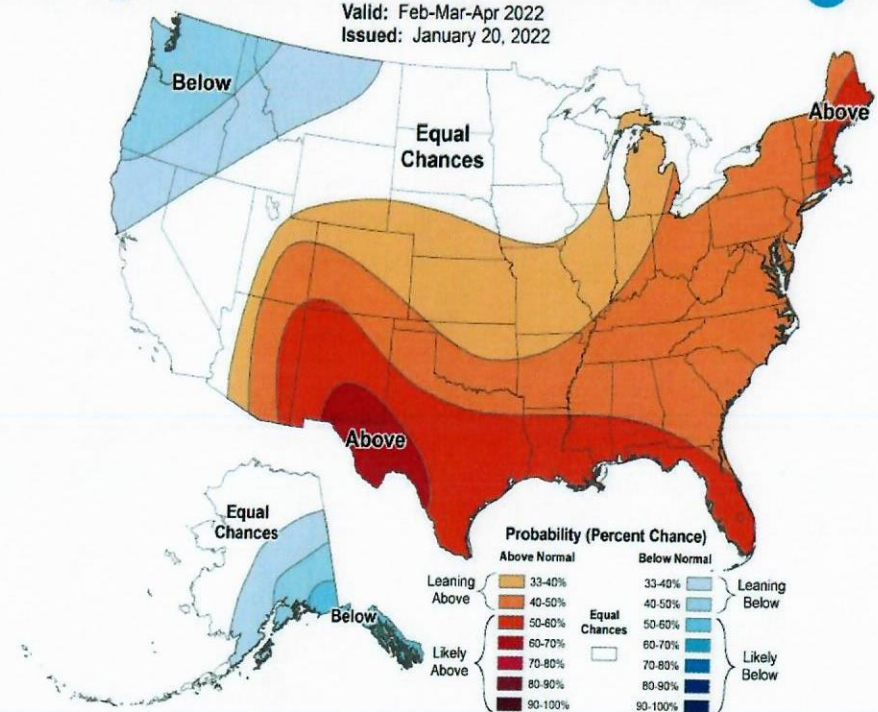 Valid: Feb-Mar-Apr 2022
Issued: January 20, 2022
Below
Equal
Chances
Above
Above
Equal
Chances
Below
Probability (Percent Chance)
Above Normal
Below Normal
Leaning
Above
33-40%
40-50%
Likely
Above
50-60%
60-70%
70-80%
80-90%
90-100%
Equal
Chances
33-40%
40-50%
Leaning
Below
50-60%
60-70%
70-80%
80-90%
90-100%
Likely
Below